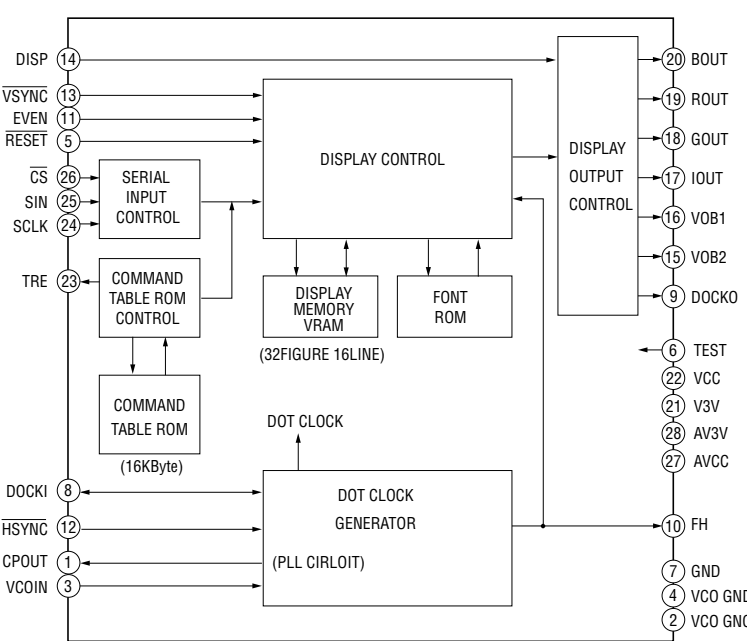 DISP 14
VSYNC 13
EVEN 11
RESET 5
CS 26
SIN 25
SCLK 24
TRE 23
SERIAL
INPUT
CONTROL
COMMAND
TABLE ROM
CONTROL
COMMAND
TABLE ROM
(16KByte)
DISPLAY CONTROL
DISPLAY
MEMORY
VRAM
(32FIGURE 16LINE)
FONT
ROM
DISPLAY
OUTPUT
CONTROL
20 BOUT
19 ROUT
18 GOUT
17 IOUT
16 VOB1
15 VOB2
9 DOCKO
6 TEST
22 VCC
21 V3V
28 AV3V
27 AVCC
DOT CLOCK
DOCKI 8
HSYNC 12
CPOUT 1
VCOIN 3
DOT CLOCK
GENERATOR
(PLL CIRLOIT)
10 FH
7 GND
4 VCO GND
2 VCO GND